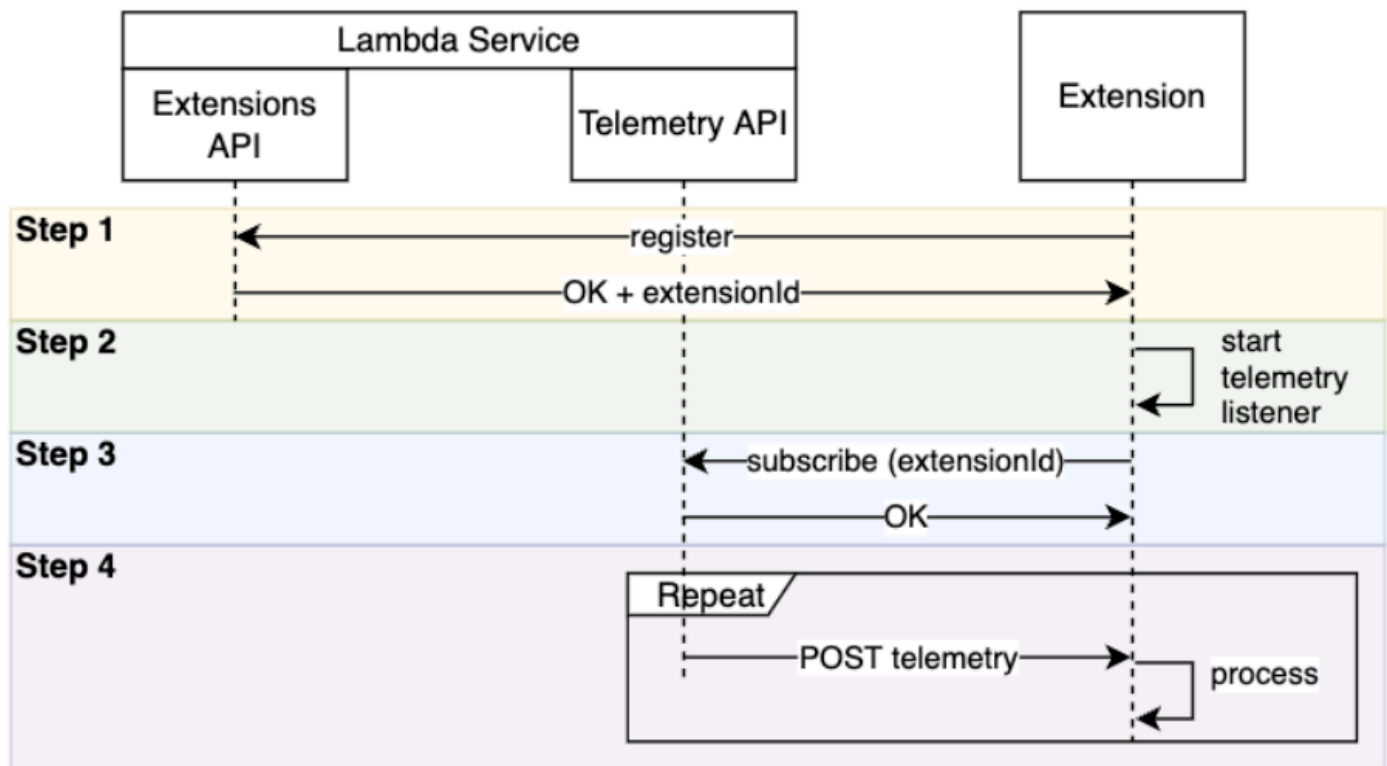 Lambda Service
Extensions
API
Telemetry API
Extension
Step 1
register
OK + extensionId
Step 2
start
telemetry
listener
Step 3
subscribe (extensionId)
OK
Step 4
Repeat
POST telemetry
process